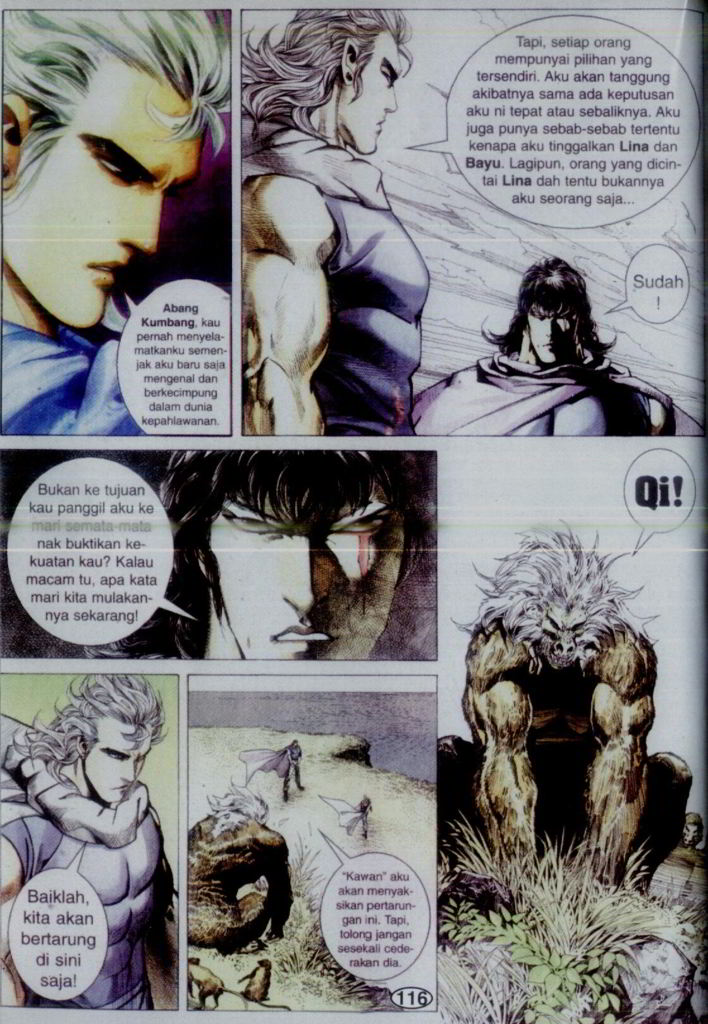 Abang
Kumbang, kau
pernah menyela-
matkanku semen-
jak aku baru saja
mengenal dan
berkecimpung
dalam dunia
kepahlawanan.
Tapi, setiap orang
mempunyai pilihan yang
tersendiri. Aku akan tanggung
akibatnya sama ada keputusan
aku ni tepat atau sebaliknya. Aku
juga punya sebab-sebab tertentu
kenapa aku tinggalkan Lina dan
Bayu. Lagipun, orang yang dicin-
tai Lina dah tentu bukannya
aku seorang saja...
Sudah
!
Bukan ke tujuan
kau panggil aku ke
mari semata-mata
nak buktikan ke-
kuatan kau? Kalau
macam tu, apa kata
mari kita mulakan-
nya sekarang!
Qi!
Baiklah,
kita akan
bertarung
di sini
saja!
"Kawan" aku
akan menyak-
sikan pertarun-
gan ini. Tapi,
tolong jangan
sesekali cede-
rakan dia.
116